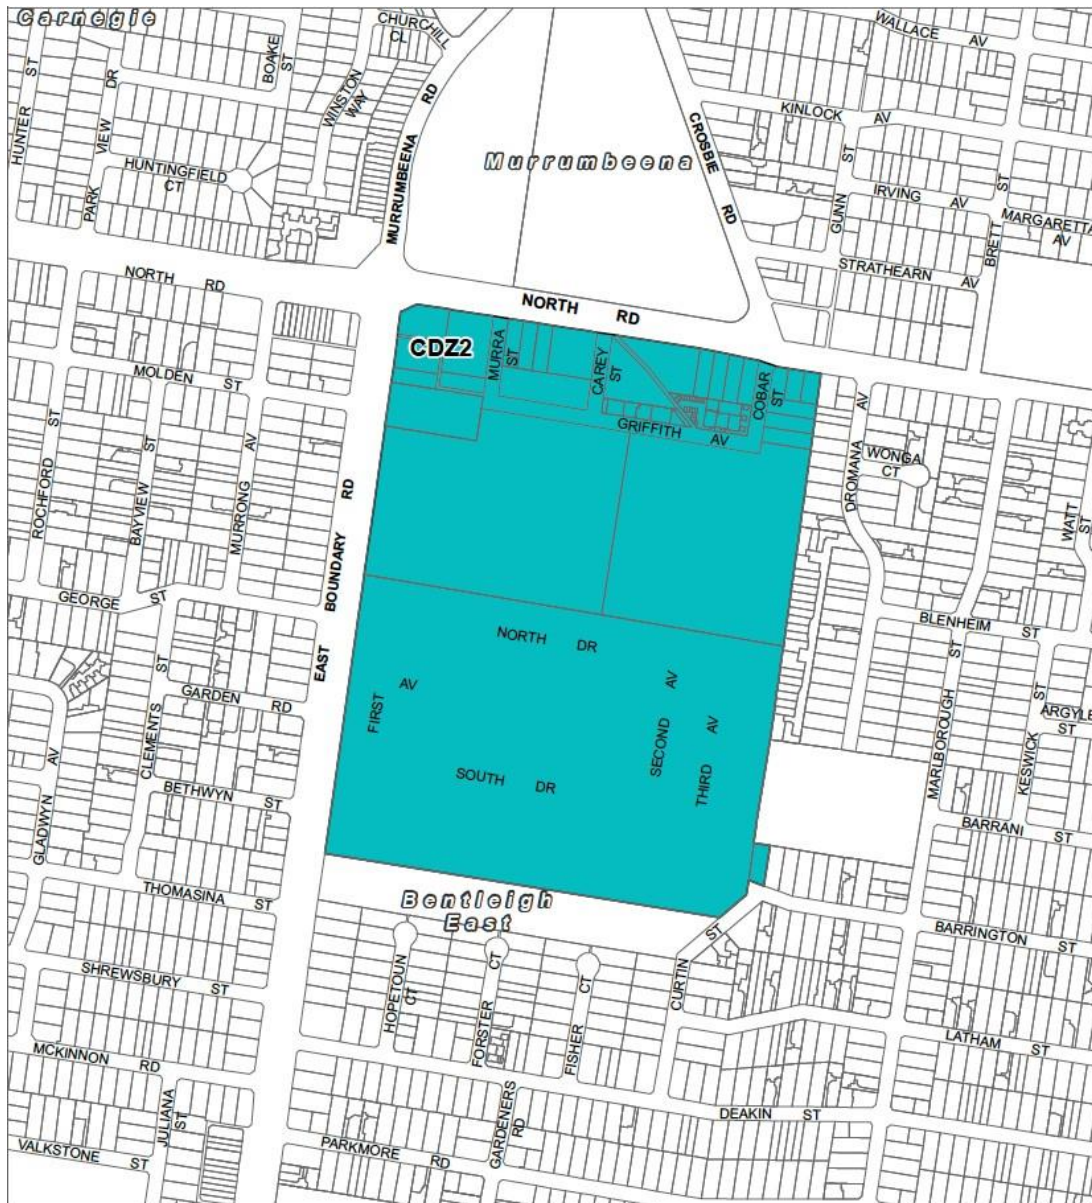 Carnegie
CHURCHILL
CL
WALLACE AV
BOAKE
ST
HUNTER ST
VIEW DR
PARK
WINSTON
WAY
MURRUMBEENA RD
KINLOCK AV
CROSBIE RD
Murrumbeena
HUNTINGFIELD
CT
GUNN ST
IRVING AV
BRETT ST
MARGARETTA
AV
STRATHEARN AV
NORTH RD
NORTH RD
CDZ2
MURRA
ST
CAREY
ST
COBAR
ST
MOLDEN ST
GRIFFITH AV
DROMANA AV
WONGA
CT
ROCHFORD ST
BAYVIEW ST
MURRONG AV
EAST BOUNDARY RD
WATT
ST
GEORGE ST
BLENHEIM ST
NORTH DR
FIRST AV
SECOND AV
THIRD AV
SOUTH DR
GARDEN RD
CLEMENTS ST
MARLBOROUGH ST
KESWICK ST
ARGYLE
ST
BETHWYN ST
GLADWYN AV
BARRANI ST
THOMASINA ST
Bentleigh
East
BARRINGTON ST
CURTIN ST
SHREWSBURY ST
HOPETOUN
CT
FORSTER CT
FISHER CT
LATHAM ST
MCKINNON RD
JULIANA
ST
GARDENERS
RD
DEAKIN ST
VALKSTONE ST
PARKMORE RD